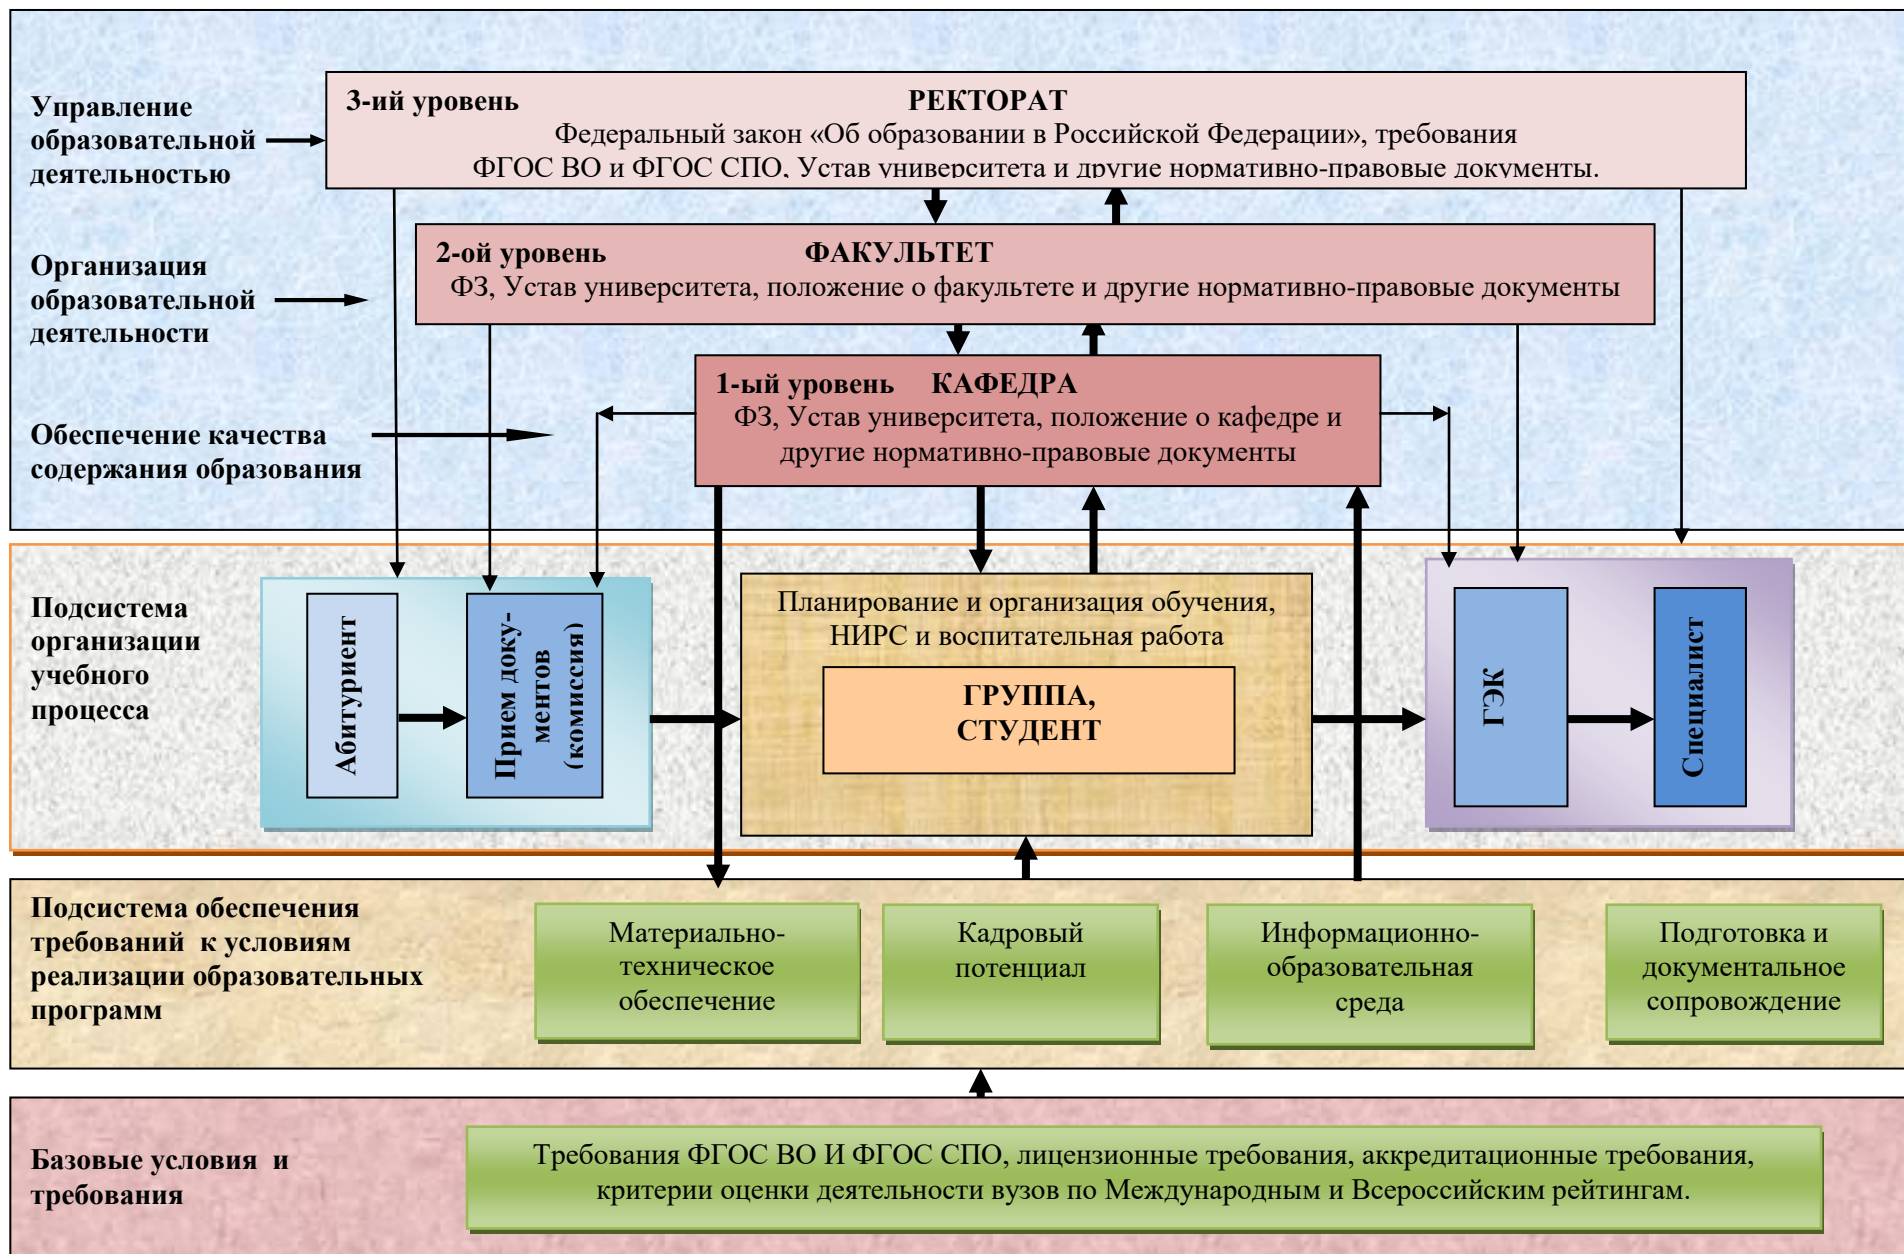 Управление
образовательной
деятельностью
3-ий уровень РЕКТОРАТ
Федеральный закон «Об образовании в Российской Федерации», требования
ФГОС ВО и ФГОС СПО, Устав университета и другие нормативно-правовые документы.
Организация
образовательной
деятельности
2-ой уровень ФАКУЛЬТЕТ
ФЗ, Устав университета, положение о факультете и другие нормативно-правовые документы
Обеспечение качества
содержания образования
1-ый уровень КАФЕДРА
ФЗ, Устав университета, положение о кафедре и
другие нормативно-правовые документы
Подсистема
организации
учебного
процесса
Абитуриент
Прием доку-
ментов
(комиссия)
Планирование и организация обучения,
НИРС и воспитательная работа
ГРУППА,
СТУДЕНТ
ГЭК
Специалист
Подсистема обеспечения
требований к условиям
реализации образовательных
программ
Материально-
техническое
обеспечение
Кадровый
потенциал
Информационно-
образовательная
среда
Подготовка и
документальное
сопровождение
Базовые условия и
требования
Требования ФГОС ВО И ФГОС СПО, лицензионные требования, аккредитационные требования,
критерии оценки деятельности вузов по Международным и Всероссийским рейтингам.